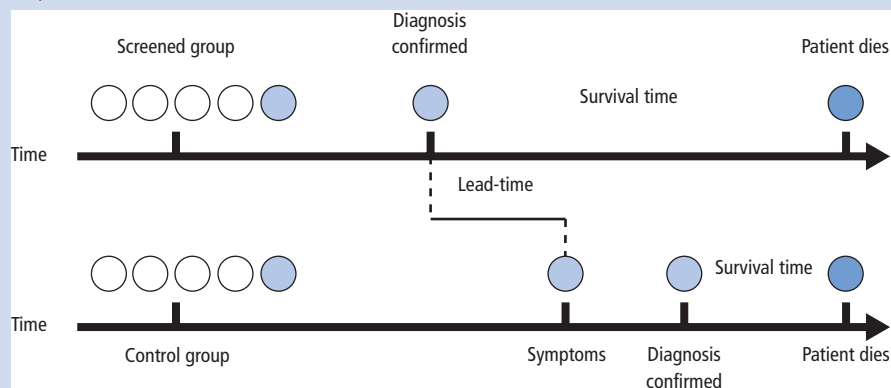 Screened group
Diagnosis
confirmed
Patient dies
Survival time
Time
Lead-time
Survival time
Time
Control group
Symptoms
Diagnosis
confirmed
Patient dies